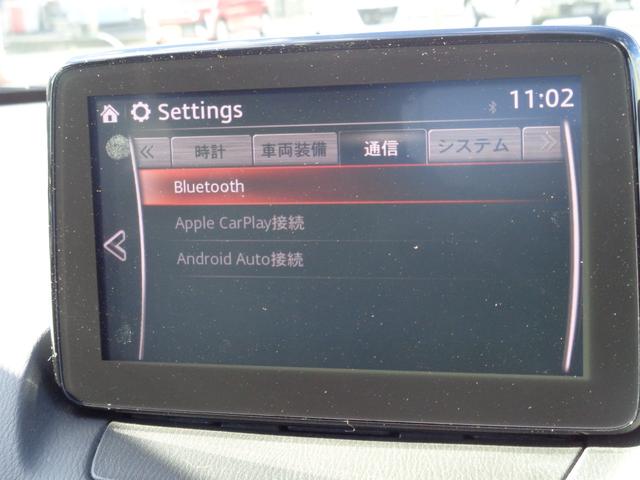 Settings 11:02
時計 車両装備 通信 システム
Bluetooth
Apple CarPlay接続
Android Auto接続